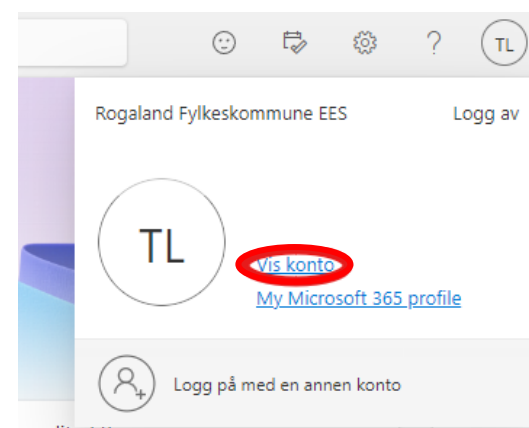 ? TL
Rogaland Fylkeskommune EES Logg av
TL
Vis konto
My Microsoft 365 profile
Logg på med en annen konto